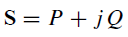 S = P + jQ